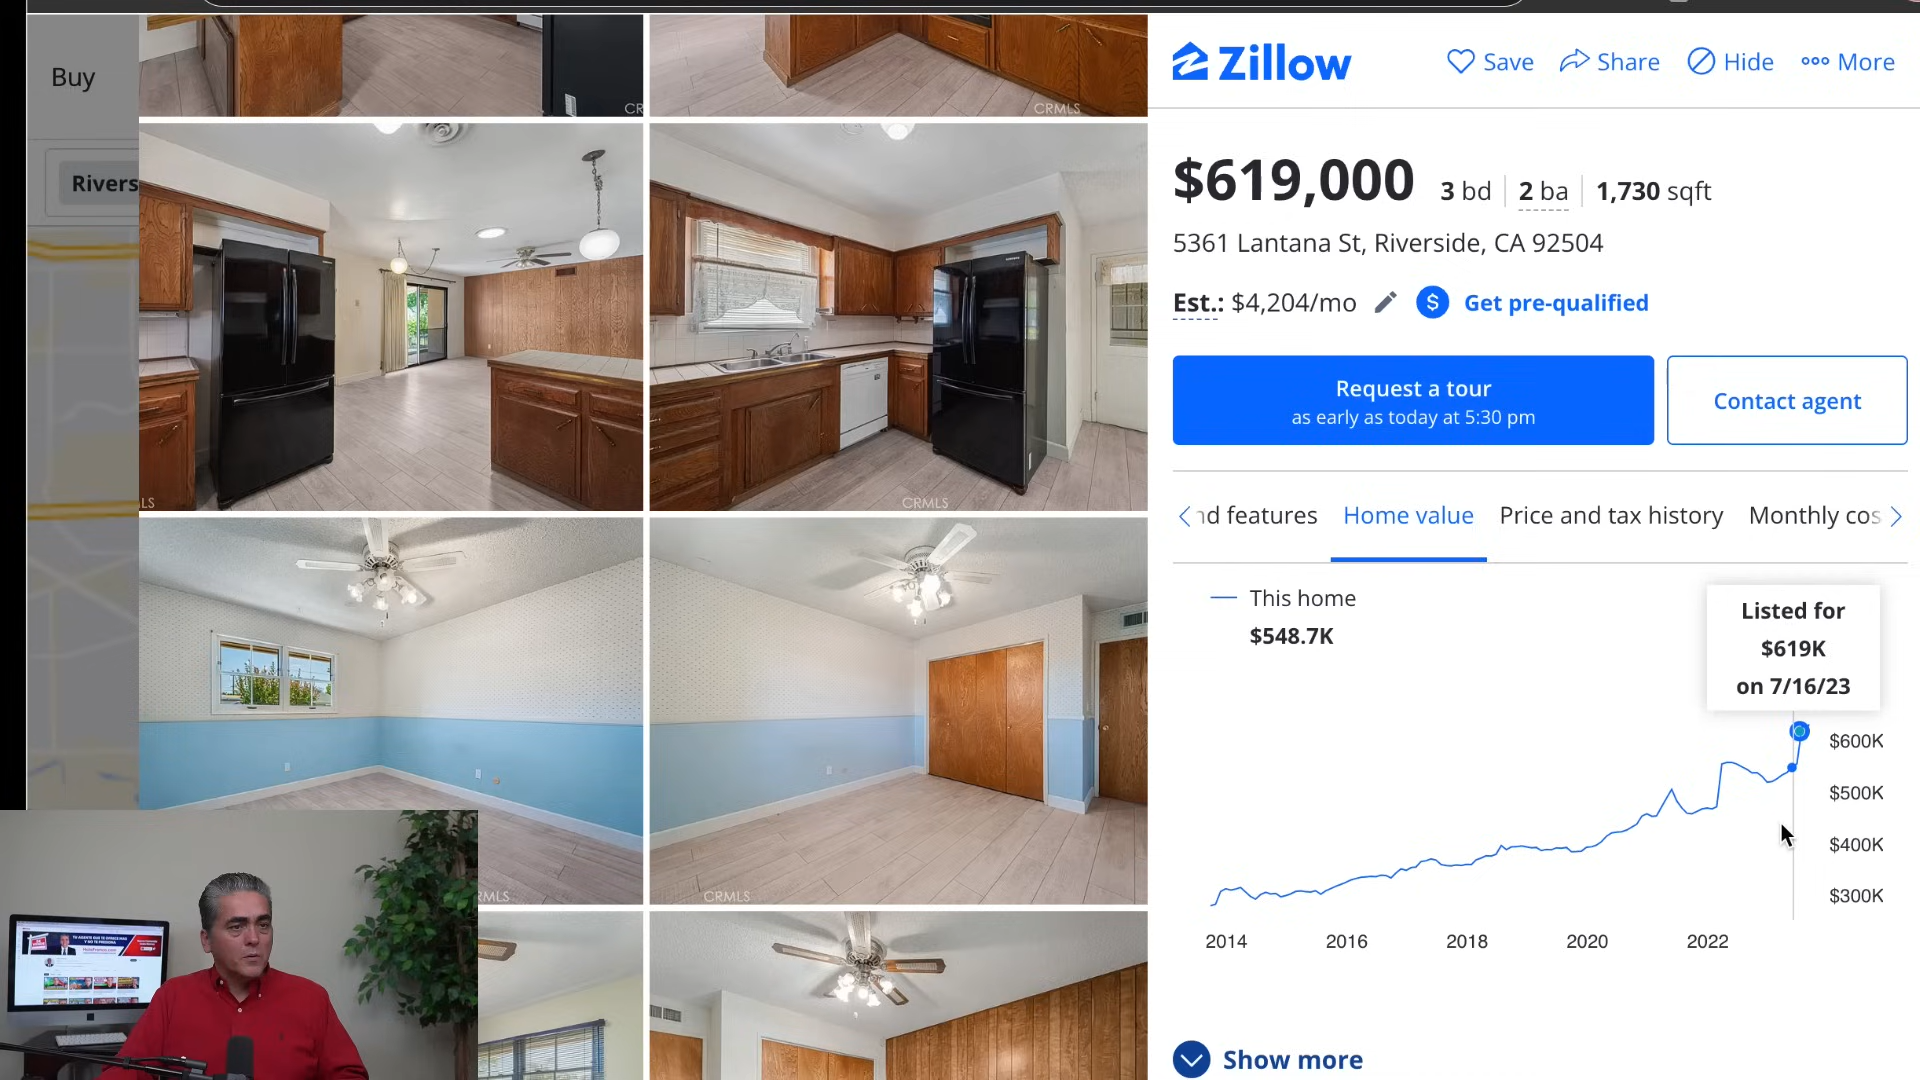 Buy
Rivers
CR
CRMLS
LS
CRMLS
RMLS
CRMLS
Zillow
Save
Share
Hide
More
$619,000
3 bd
2 ba
1,730 sqft
5361 Lantana St, Riverside, CA 92504
Est.: $4,204/mo
$
Get pre-qualified
Request a tour
as early as today at 5:30 pm
Contact agent
nd features
Home value
Price and tax history
Monthly cos
This home
$548.7K
Listed for
$619K
on 7/16/23
$600K
$500K
$400K
$300K
2014
2016
2018
2020
2022
Show more